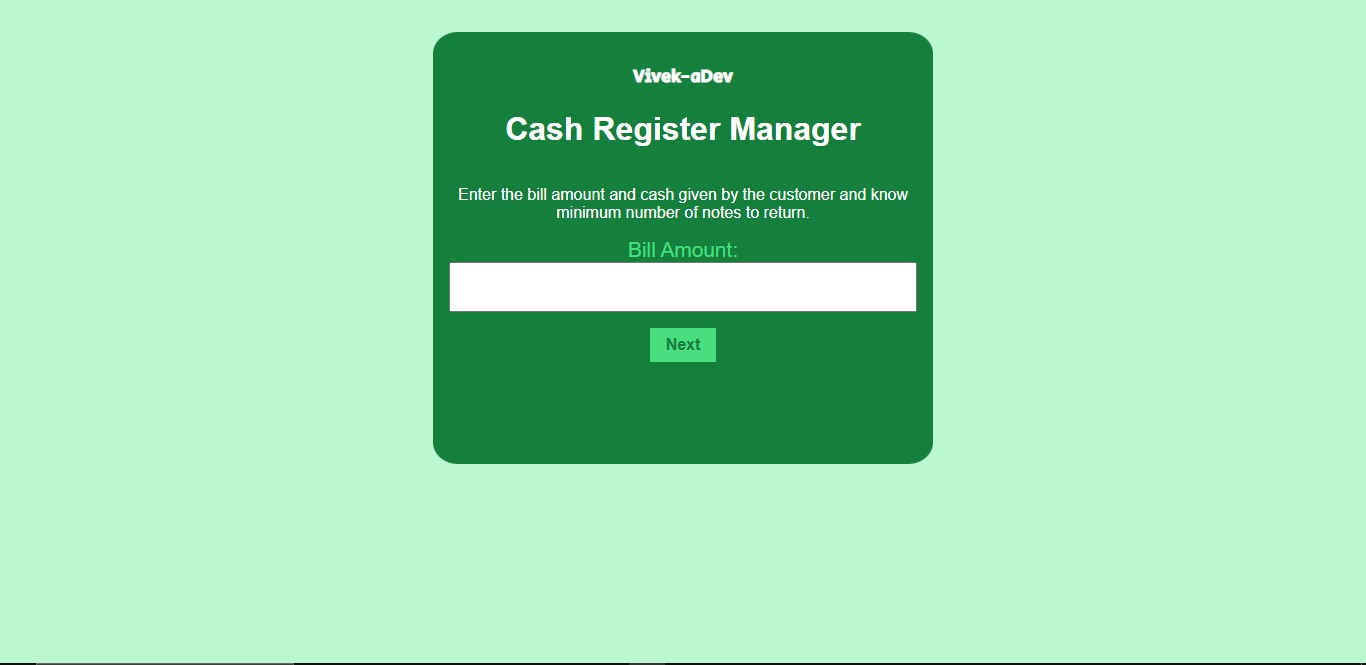 Vivek-aDev
Cash Register Manager
Enter the bill amount and cash given by the customer and know
minimum number of notes to return.
Bill Amount:
Next